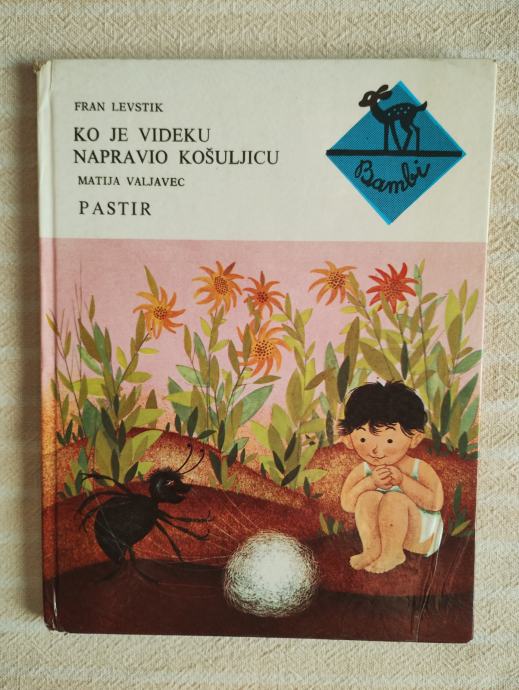 FRAN LEVSTIK
KO JE VIDEKU
NAPRAVIO KOŠULJICU
MATIJA VALJAVEC
PASTIR
Bambi